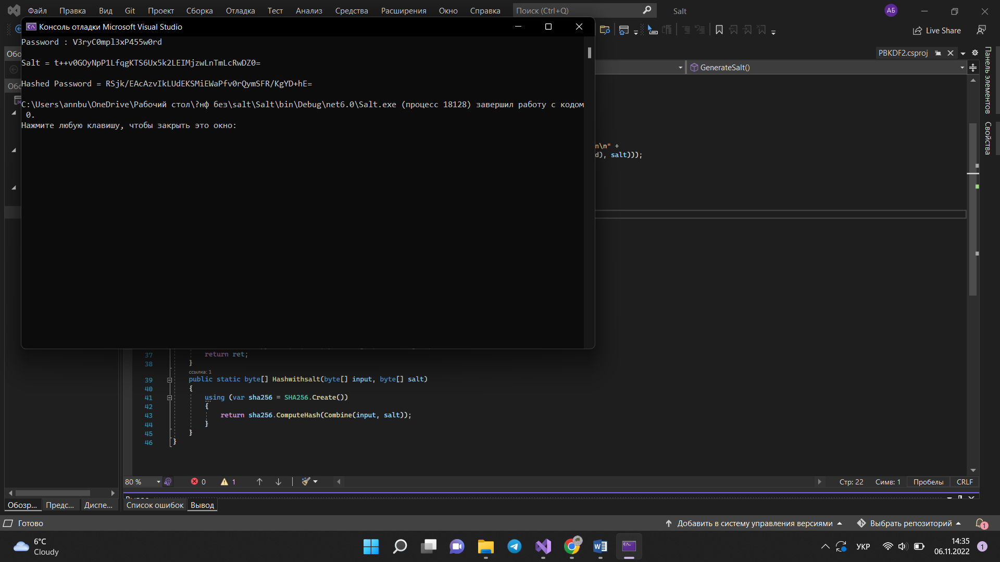 Файл Правка Вид Git Проект Сборка Отладка Тест Анализ Средства Расширения Окно Справка Поиск (Ctrl+Q) Salt АБ
Консоль отладки Microsoft Visual Studio
Live Share
Password : V3ryC0mpl3xP455w0rd
Salt = t++v0GOyNpP1LfqgKTS6Ux5k2LEIMjzwLnTmLcRwDZ0=
Hashed Password = RSjk/EAcAzvIkLUdEKSMiEWaPfv0rQymSFR/KgYD+hE=
C:\Users\annbu\OneDrive\Рабочий стол\?нф без\salt\Salt\bin\Debug\net6.0\Salt.exe (процесс 18128) завершил работу с кодом
0.
Нажмите любую клавишу, чтобы закрыть это окно:
PBKDF2.csproj
GenerateSalt()
Панель элементов
Свойства
n\n" +
d), salt)));
37 return ret;
38 }
ссылка: 1
39 public static byte[] Hashwithsalt(byte[] input, byte[] salt)
40 {
41 using (var sha256 = SHA256.Create())
42 {
43 return sha256.ComputeHash(Combine(input, salt));
44 }
45 }
46 }
80 % 0 1 Стр: 22 Симв: 1 Пробелы CRLF
Обозр... Предс... Диспе... Список ошибок Вывод
Готово Добавить в систему управления версиями Выбрать репозиторий 1
6°C
Cloudy
УКР
14:35
06.11.2022
1